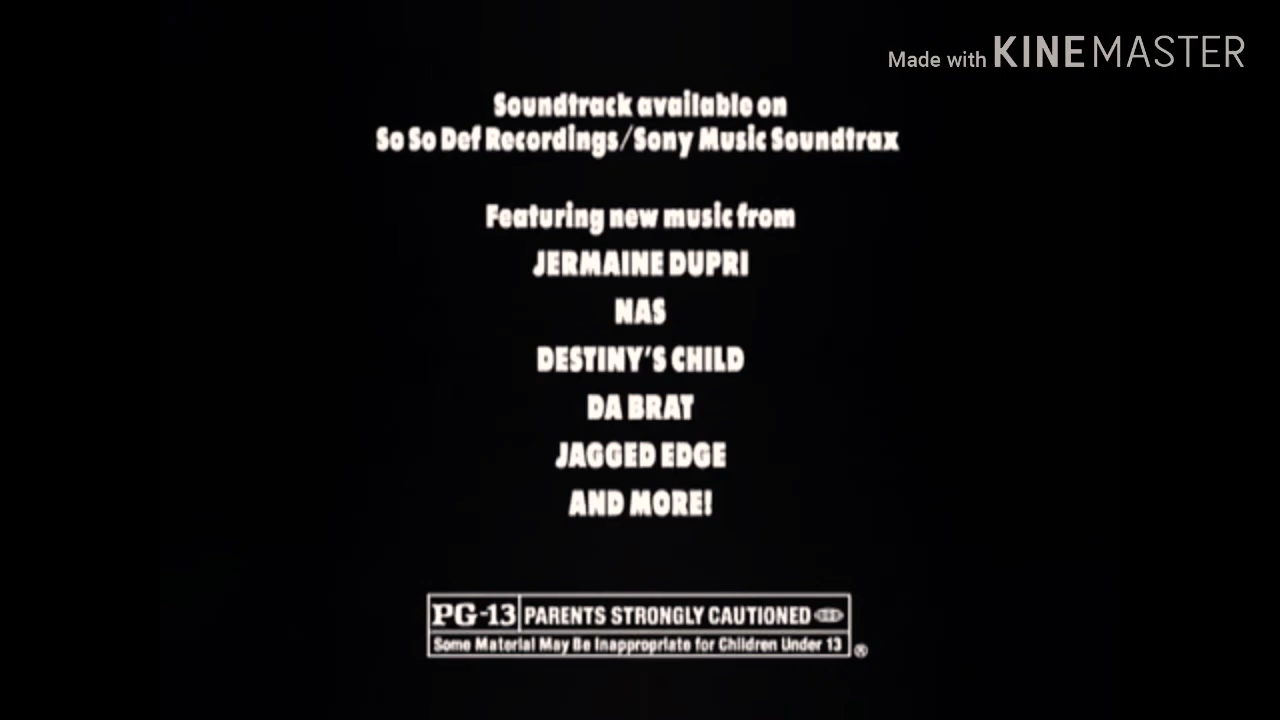 Made with KINEMASTER
Soundtrack available on
So So Def Recordings/Sony Music Soundtrax
Featuring new music from
JERMAINE DUPRI
NAS
DESTINY'S CHILD
DA BRAT
JAGGED EDGE
AND MORE!
PG-13 PARENTS STRONGLY CAUTIONED
Some Material May Be Inappropriate for Children Under 13 ®